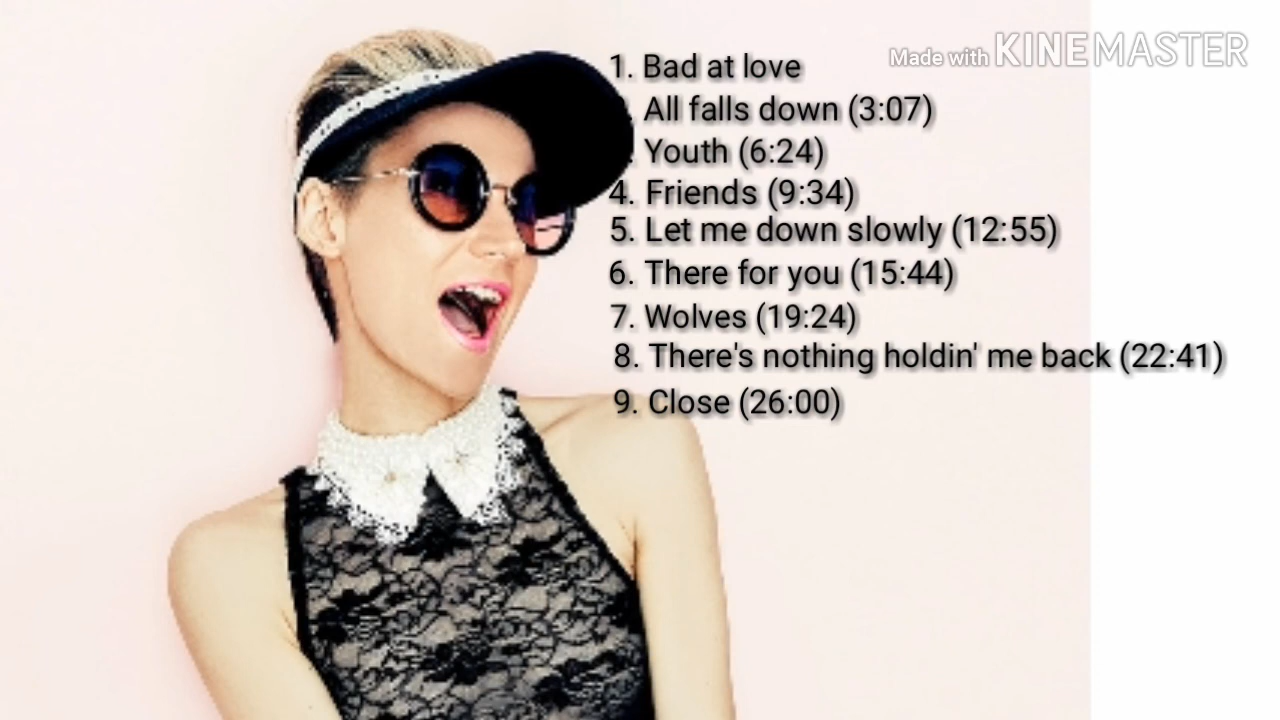 Made with KINEMASTER
1. Bad at love
. All falls down (3:07)
. Youth (6:24)
4. Friends (9:34)
5. Let me down slowly (12:55)
6. There for you (15:44)
7. Wolves (19:24)
8. There's nothing holdin' me back (22:41)
9. Close (26:00)